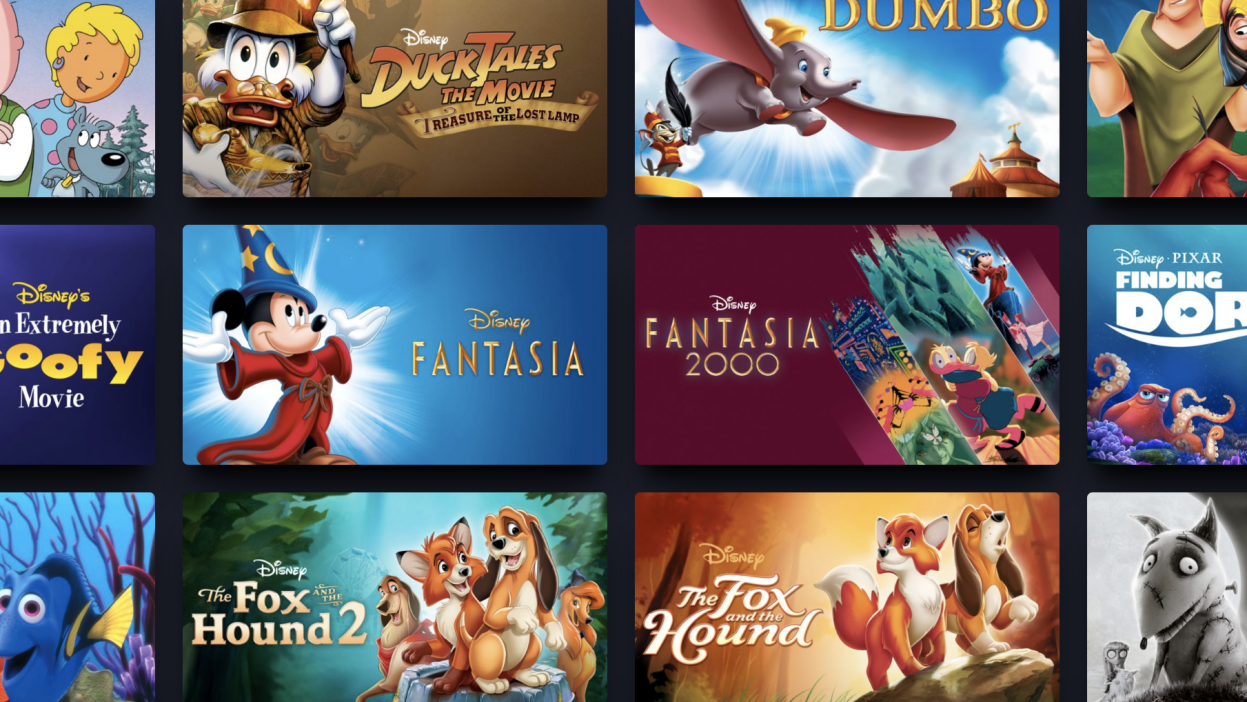 Disney
DUCKTALES
THE MOVIE
TREASURE OF THE LOST LAMP
DUMBO
Disney's
n Extremely
Goofy
Movie
Disney
FANTASIA
Disney
FANTASIA
2000
Disney · PIXAR
FINDING
DOR
Disney
The Fox AND THE
Hound 2
Disney
The Fox
and the
Hound